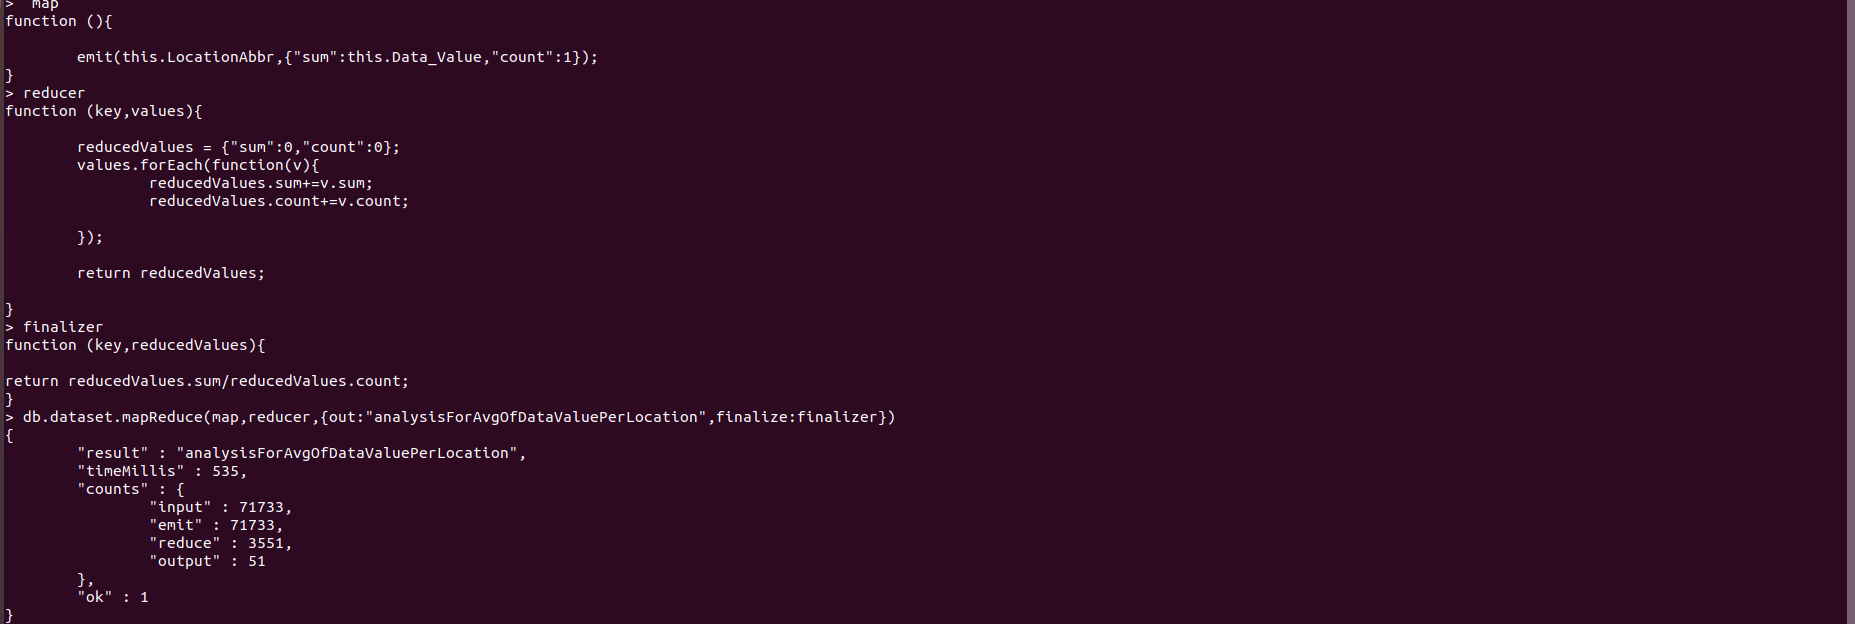 > map
function (){
emit(this.LocationAbbr,{"sum":this.Data_Value,"count":1});
}
> reducer
function (key,values){
reducedValues = {"sum":0,"count":0};
values.forEach(function(v){
reducedValues.sum+=v.sum;
reducedValues.count+=v.count;
});
return reducedValues;
}
> finalizer
function (key,reducedValues){
return reducedValues.sum/reducedValues.count;
}
> db.dataset.mapReduce(map,reducer,{out:"analysisForAvgOfDataValuePerLocation",finalize:finalizer})
{
"result" : "analysisForAvgOfDataValuePerLocation",
"timeMillis" : 535,
"counts" : {
"input" : 71733,
"emit" : 71733,
"reduce" : 3551,
"output" : 51
},
"ok" : 1
}